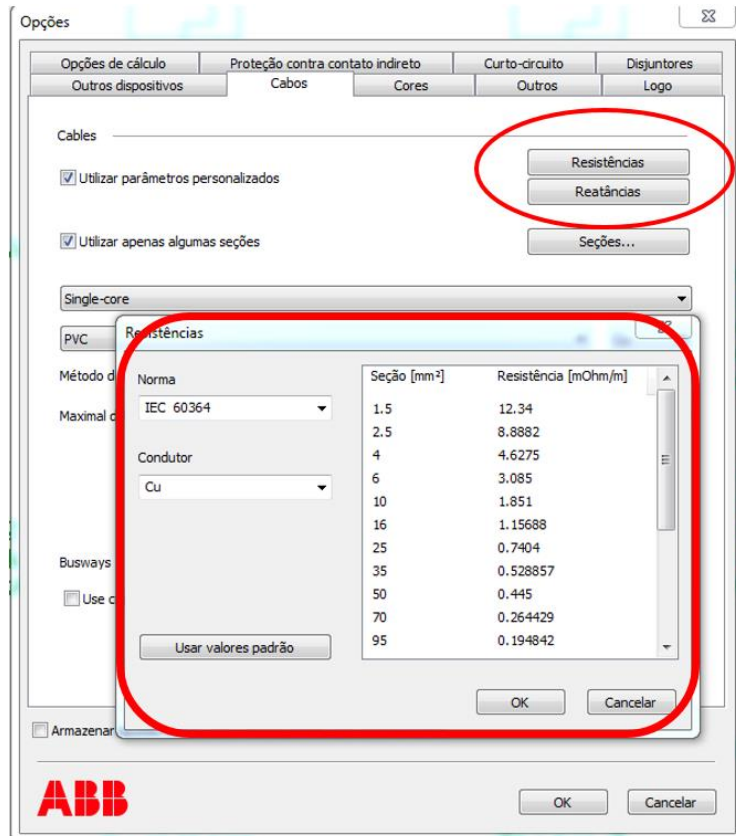 Opções
Opções de cálculo Proteção contra contato indireto Curto-circuito Disjuntores
Outros dispositivos Cabos Cores Outros Logo
Cables
Resistências
Utilizar parâmetros personalizados
Reatâncias
Utilizar apenas algumas seções Seções...
Single-core
PVC
Resistências
Método d
Maximal d
Norma
IEC 60364
Condutor
Cu
Seção [mm²] Resistência [mOhm/m]
1.5 12.34
2.5 8.8882
4 4.6275
6 3.085
10 1.851
16 1.15688
25 0.7404
35 0.528857
50 0.445
70 0.264429
95 0.194842
Busways
Use c
Usar valores padrão
OK Cancelar
Armazenar
ABB
OK Cancelar